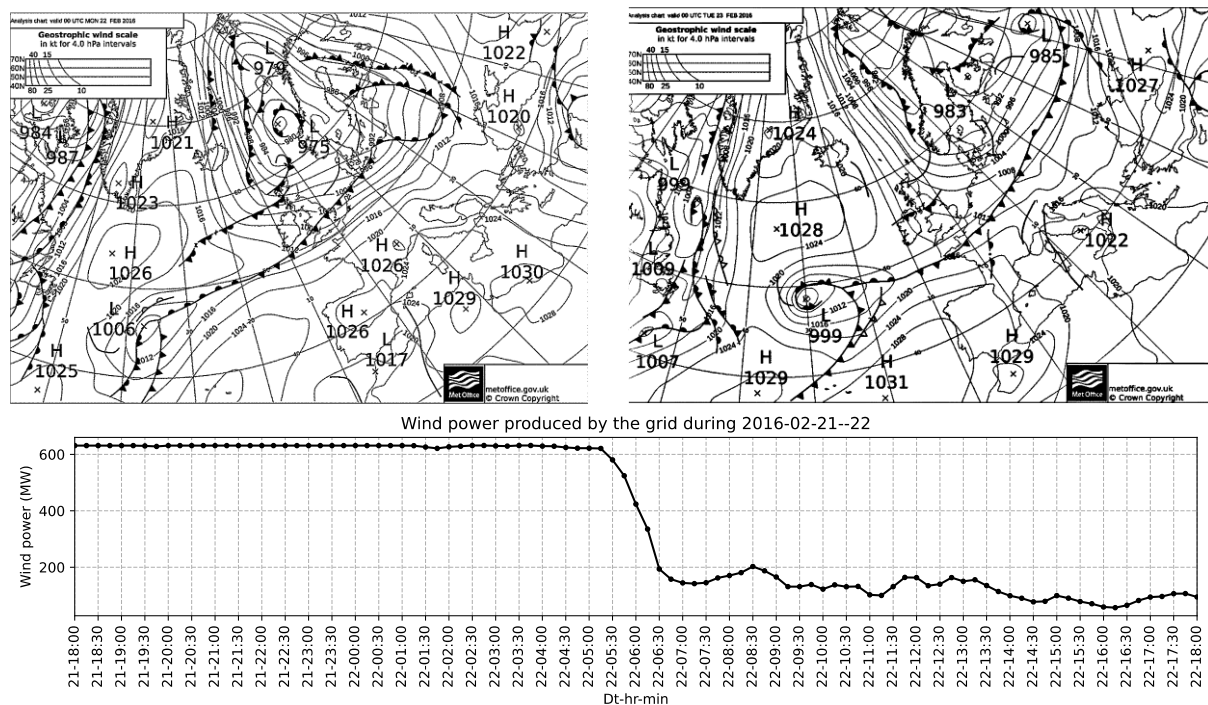 Analysis chart valid 00 UTC MON 22 FEB 2016
Geostrophic wind scale
in kt for 4.0 hPa intervals
40 15
70N
60N
50N
40N
80 25 10
L
979
H
1022
H
1020
984
L
987
L
975
H
1021
H
1023
H
1026
H
1026
H
1030
H
1029
L
1006
H
1026
L
1017
H
1025
Met Office
metoffice.gov.uk
© Crown Copyright
Analysis chart valid 00 UTC TUE 23 FEB 2016
Geostrophic wind scale
in kt for 4.0 hPa intervals
40 15
70N
60N
50N
40N
80 25 10
L
985
H
1027
L
983
H
1024
L
999
H
1028
H
1022
L
1009
L
999
L
1007
H
1029
H
1031
H
1029
Met Office
metoffice.gov.uk
© Crown Copyright
Wind power produced by the grid during 2016-02-21--22
Wind power (MW)
600
400
200
21-18:00
21-18:30
21-19:00
21-19:30
21-20:00
21-20:30
21-21:00
21-21:30
21-22:00
21-22:30
21-23:00
21-23:30
22-00:00
22-00:30
22-01:00
22-01:30
22-02:00
22-02:30
22-03:00
22-03:30
22-04:00
22-04:30
22-05:00
22-05:30
22-06:00
22-06:30
22-07:00
22-07:30
22-08:00
22-08:30
22-09:00
22-09:30
22-10:00
22-10:30
22-11:00
22-11:30
22-12:00
22-12:30
22-13:00
22-13:30
22-14:00
22-14:30
22-15:00
22-15:30
22-16:00
22-16:30
22-17:00
22-17:30
22-18:00
Dt-hr-min